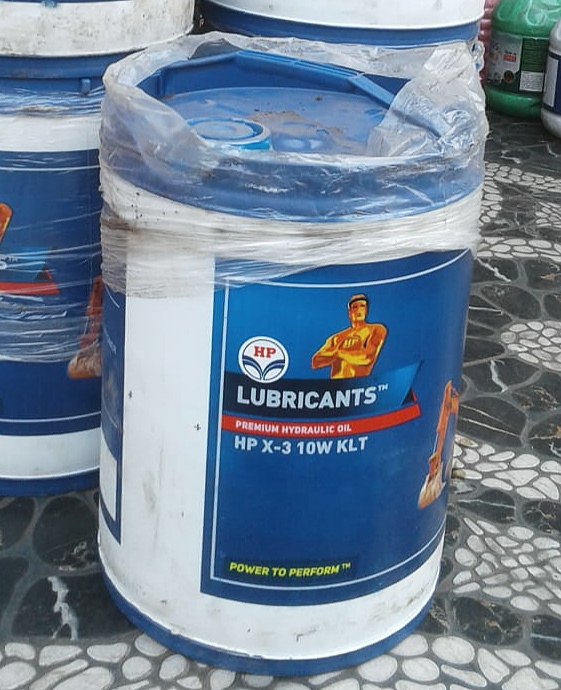 HP
LUBRICANTS™
PREMIUM HYDRAULIC OIL
HP X-3 10W KLT
POWER TO PERFORM™